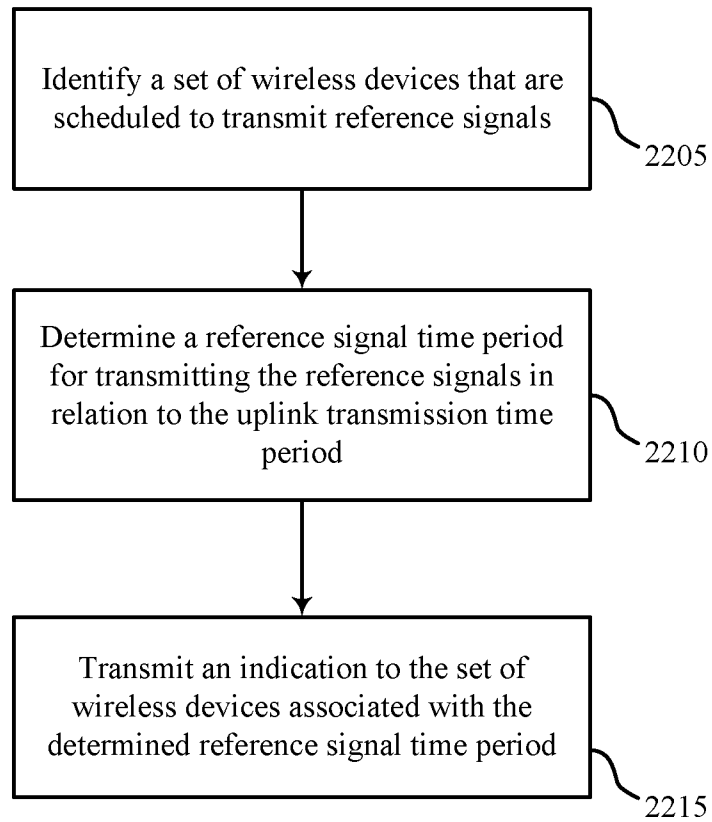 Identify a set of wireless devices that are
scheduled to transmit reference signals
2205
Determine a reference signal time period
for transmitting the reference signals in
relation to the uplink transmission time
period
2210
Transmit an indication to the set of
wireless devices associated with the
determined reference signal time period
2215